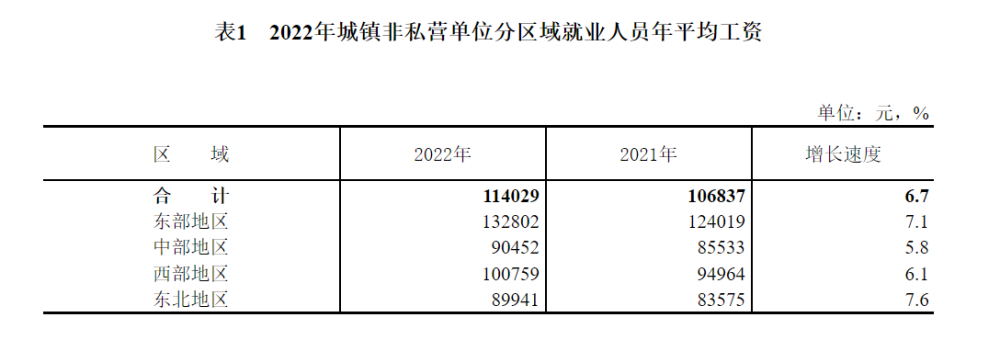 表1 2022年城镇非私营单位分区域就业人员年平均工资
单位：元，%
区 域 2022年 2021年 增长速度
合 计 114029 106837 6.7
东部地区 132802 124019 7.1
中部地区 90452 85533 5.8
西部地区 100759 94964 6.1
东北地区 89941 83575 7.6